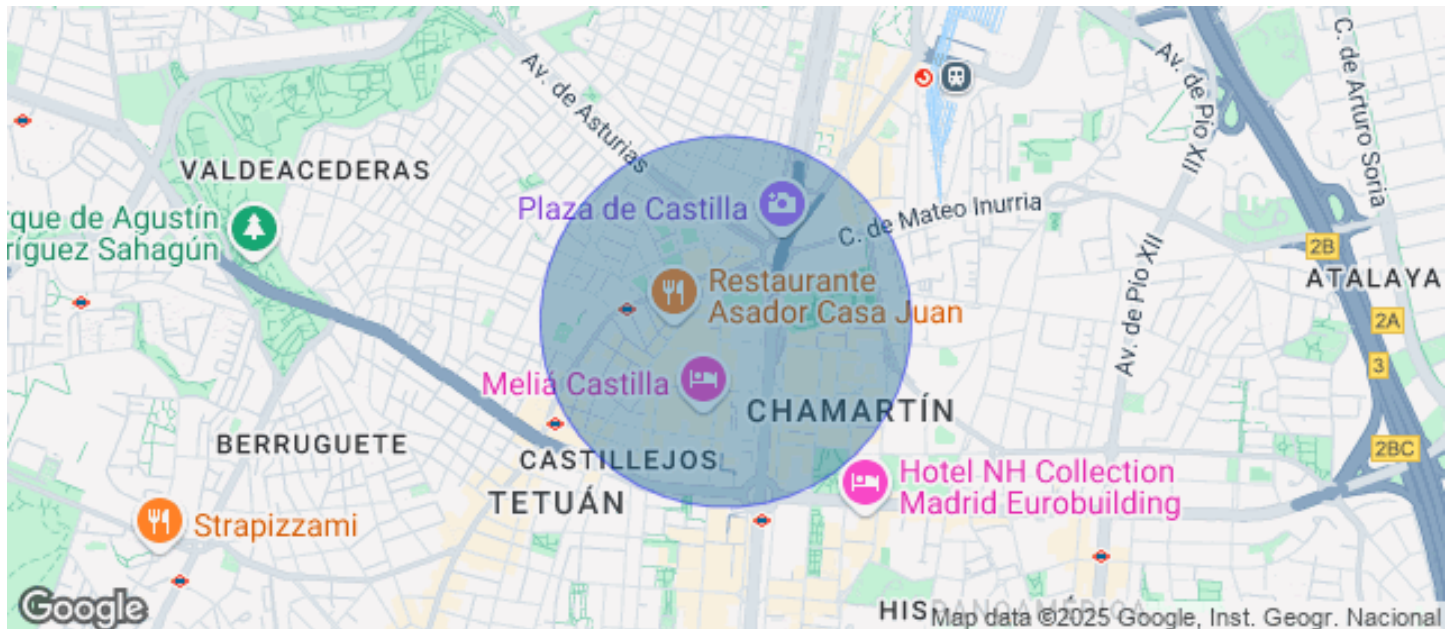 Av. de Asturias
Av. de Pío XII
C. de Arturo Soria
VALDEACEDERAS
Plaza de Castilla
C. de Mateo Inurria
rque de Agustín
ríguez Sahagún
2B
ATALAYA
Restaurante
Asador Casa Juan
Av. de Pío XII
2A
3
Meliá Castilla
CHAMARTÍN
BERRUGUETE
CASTILLEJOS
2BC
TETUÁN
Hotel NH Collection
Madrid Eurobuilding
Strapizzami
Google
HIS
Map data ©2025 Google, Inst. Geogr. Nacional